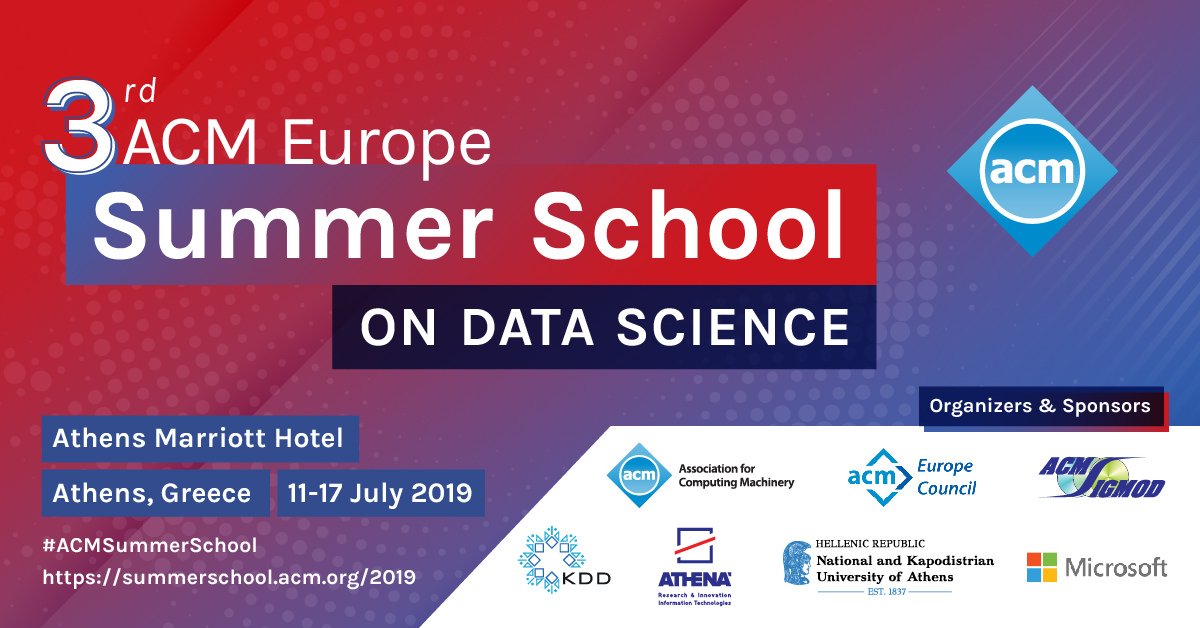 3rd
ACM Europe
Summer School
ON DATA SCIENCE
acm
Athens Marriott Hotel
Athens, Greece
11-17 July 2019
#ACMSummerSchool
https://summerschool.acm.org/2019
Organizers & Sponsors
acm
Association for
Computing Machinery
acm
Europe
Council
ACM
SIGMOD
KDD
ATHENA
Research & Innovation
Information Technologies
HELLENIC REPUBLIC
National and Kapodistrian
University of Athens
EST. 1837
Microsoft